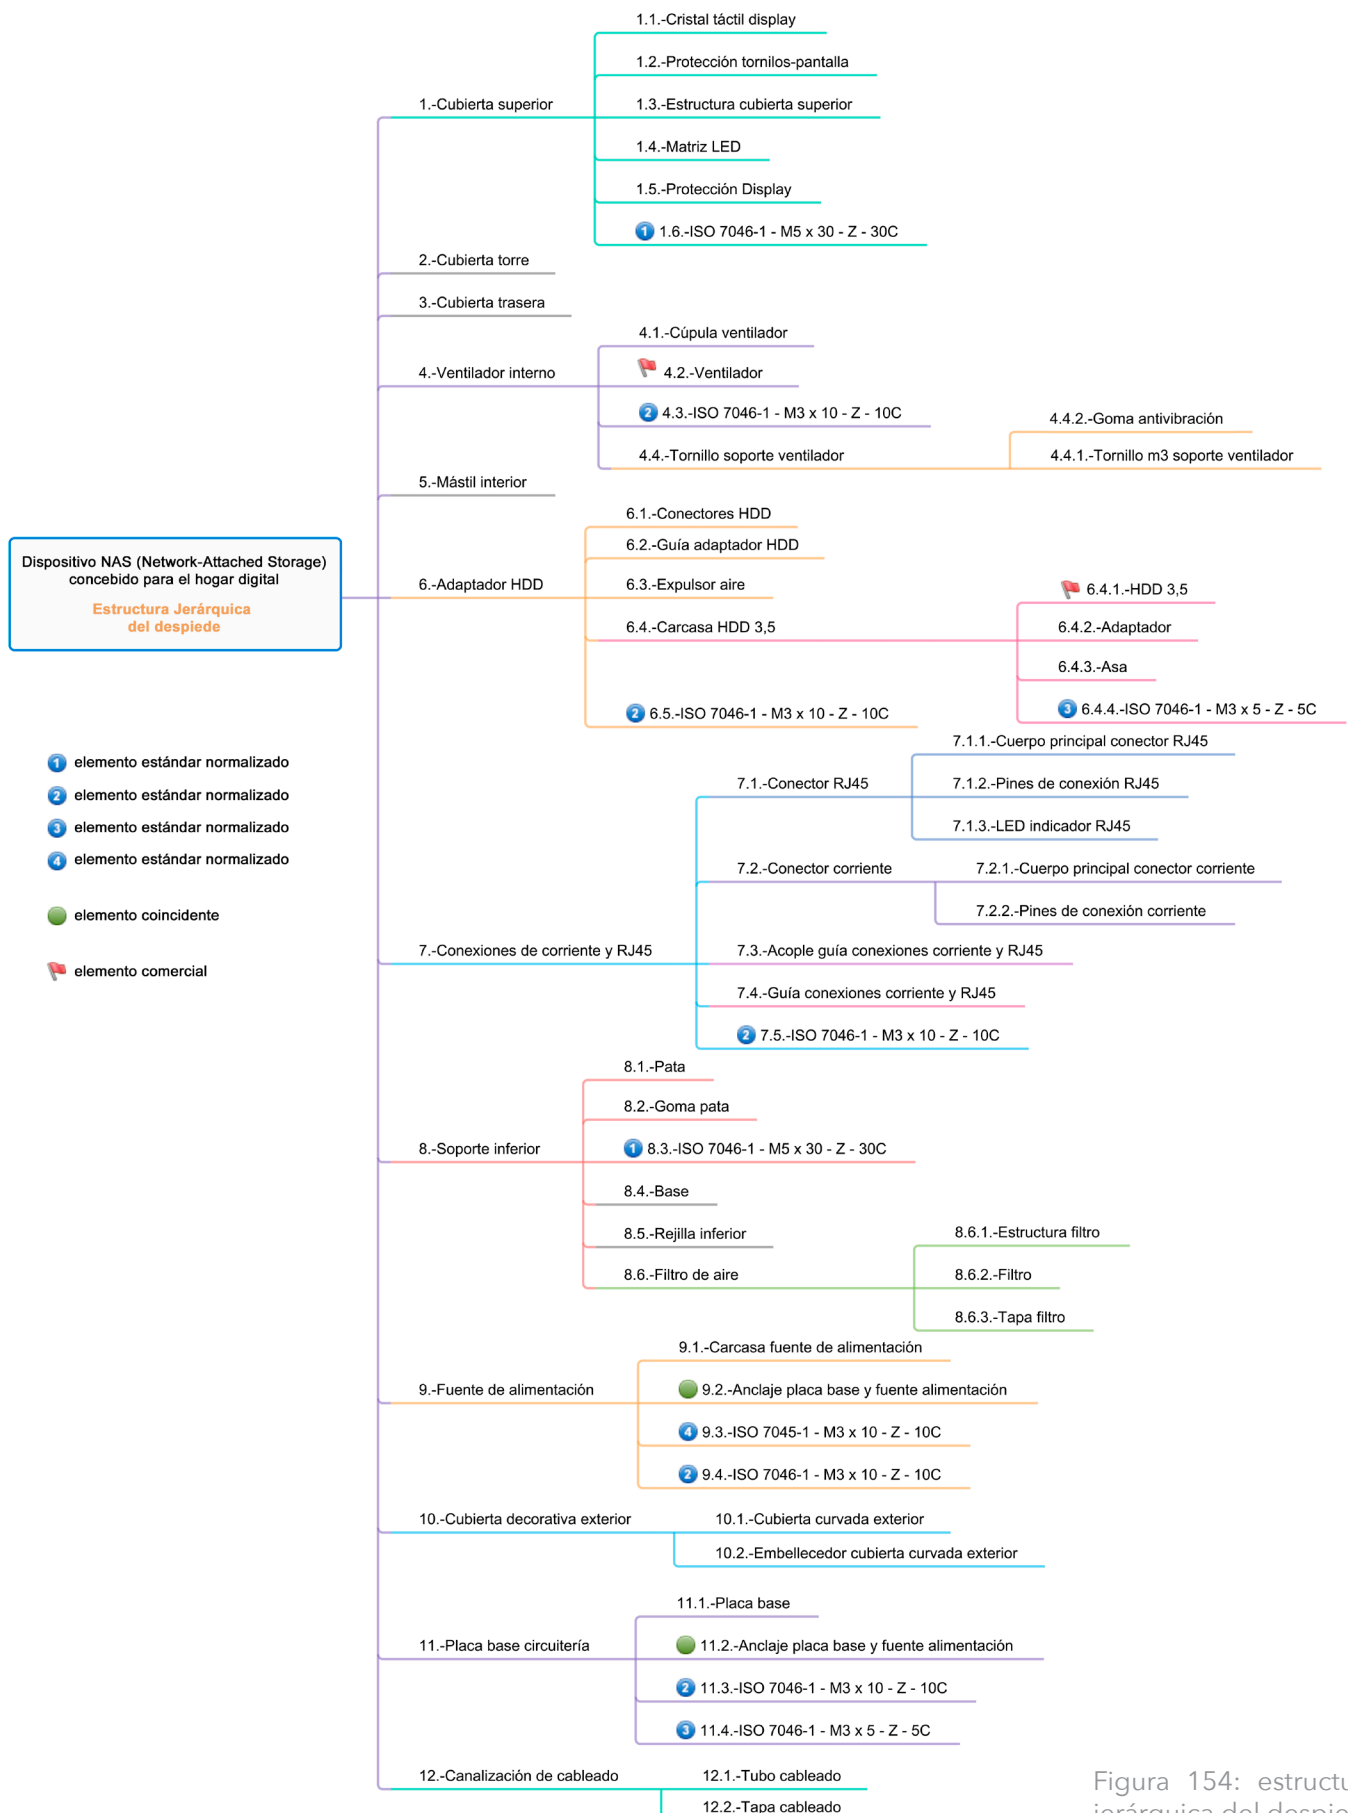 1.1.-Cristal táctil display
1.2.-Protección tornilos-pantalla
1.-Cubierta superior
1.3.-Estructura cubierta superior
1.4.-Matriz LED
1.5.-Protección Display
1 1.6.-ISO 7046-1 - M5 x 30 - Z - 30C
2.-Cubierta torre
3.-Cubierta trasera
4.1.-Cúpula ventilador
4.-Ventilador interno
4.2.-Ventilador
2 4.3.-ISO 7046-1 - M3 x 10 - Z - 10C
4.4.-Tornillo soporte ventilador
4.4.2.-Goma antivibración
4.4.1.-Tornillo m3 soporte ventilador
5.-Mástil interior
Dispositivo NAS (Network-Attached Storage)
concebido para el hogar digital
Estructura Jerárquica
del despiede
6.-Adaptador HDD
6.1.-Conectores HDD
6.2.-Guía adaptador HDD
6.3.-Expulsor aire
6.4.-Carcasa HDD 3,5
6.4.1.-HDD 3,5
6.4.2.-Adaptador
6.4.3.-Asa
3 6.4.4.-ISO 7046-1 - M3 x 5 - Z - 5C
2 6.5.-ISO 7046-1 - M3 x 10 - Z - 10C
1 elemento estándar normalizado
2 elemento estándar normalizado
3 elemento estándar normalizado
4 elemento estándar normalizado
elemento coincidente
elemento comercial
7.-Conexiones de corriente y RJ45
7.1.-Conector RJ45
7.1.1.-Cuerpo principal conector RJ45
7.1.2.-Pines de conexión RJ45
7.1.3.-LED indicador RJ45
7.2.-Conector corriente
7.2.1.-Cuerpo principal conector corriente
7.2.2.-Pines de conexión corriente
7.3.-Acople guía conexiones corriente y RJ45
7.4.-Guía conexiones corriente y RJ45
2 7.5.-ISO 7046-1 - M3 x 10 - Z - 10C
8.-Soporte inferior
8.1.-Pata
8.2.-Goma pata
1 8.3.-ISO 7046-1 - M5 x 30 - Z - 30C
8.4.-Base
8.5.-Rejilla inferior
8.6.-Filtro de aire
8.6.1.-Estructura filtro
8.6.2.-Filtro
8.6.3.-Tapa filtro
9.-Fuente de alimentación
9.1.-Carcasa fuente de alimentación
9.2.-Anclaje placa base y fuente alimentación
4 9.3.-ISO 7045-1 - M3 x 10 - Z - 10C
2 9.4.-ISO 7046-1 - M3 x 10 - Z - 10C
10.-Cubierta decorativa exterior
10.1.-Cubierta curvada exterior
10.2.-Embellecedor cubierta curvada exterior
11.-Placa base circuitería
11.1.-Placa base
11.2.-Anclaje placa base y fuente alimentación
2 11.3.-ISO 7046-1 - M3 x 10 - Z - 10C
3 11.4.-ISO 7046-1 - M3 x 5 - Z - 5C
12.-Canalización de cableado
12.1.-Tubo cableado
12.2.-Tapa cableado
Figura 154: